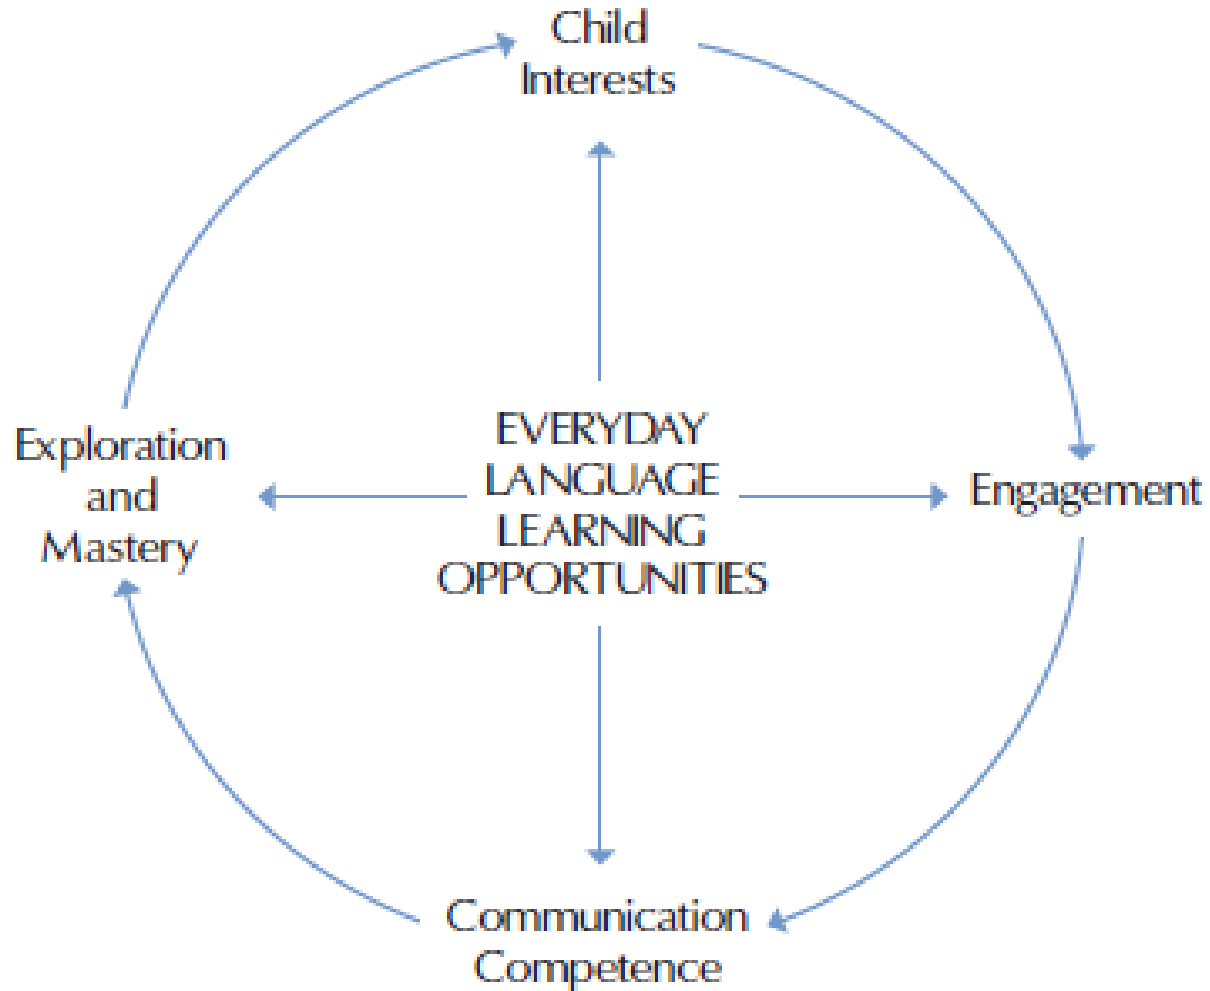 Child
Interests
Exploration
and
Mastery
EVERYDAY
LANGUAGE
LEARNING
OPPORTUNITIES
Engagement
Communication
Competence